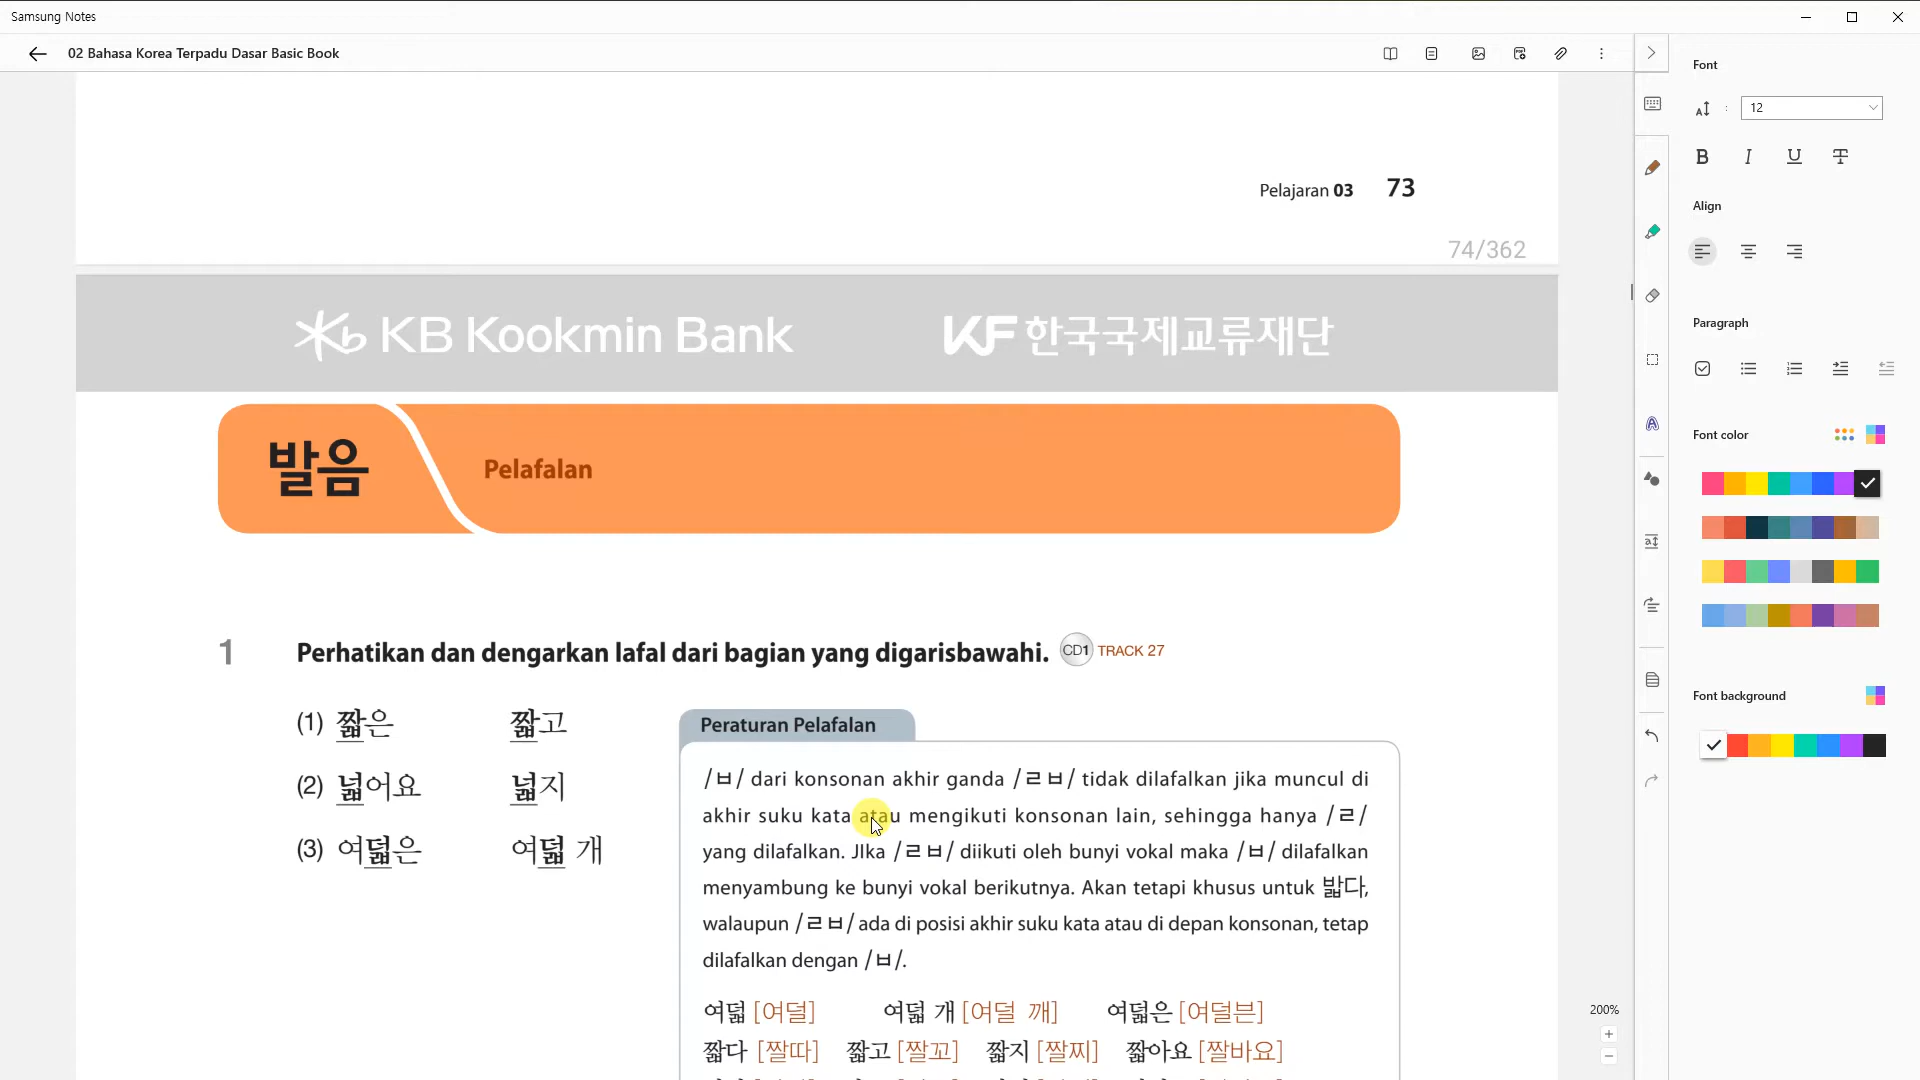 Samsung Notes
02 Bahasa Korea Terpadu Dasar Basic Book
Pelajaran 03 73
74/362
Kb KB Kookmin Bank KF 한국국제교류재단
발음 Pelafalan
1 Perhatikan dan dengarkan lafal dari bagian yang digarisbawahi. CD1 TRACK 27
(1) 짧은 짧고
(2) 넓어요 넓지
(3) 여덟은 여덟 개
Peraturan Pelafalan
/ㅂ/ dari konsonan akhir ganda /ㄹㅂ/ tidak dilafalkan jika muncul di
akhir suku kata atau mengikuti konsonan lain, sehingga hanya /ㄹ/
yang dilafalkan. JIka /ㄹㅂ/ diikuti oleh bunyi vokal maka /ㅂ/ dilafalkan
menyambung ke bunyi vokal berikutnya. Akan tetapi khusus untuk 밟다,
walaupun /ㄹㅂ/ ada di posisi akhir suku kata atau di depan konsonan, tetap
dilafalkan dengan /ㅂ/.
여덟 [여덜] 여덟 개 [여덜 깨] 여덟은 [여덜븐]
짧다 [짤따] 짧고 [짤꼬] 짧지 [짤찌] 짧아요 [짤바요]
Font
12
B I U T
Align
Paragraph
Font color
Font background
200%